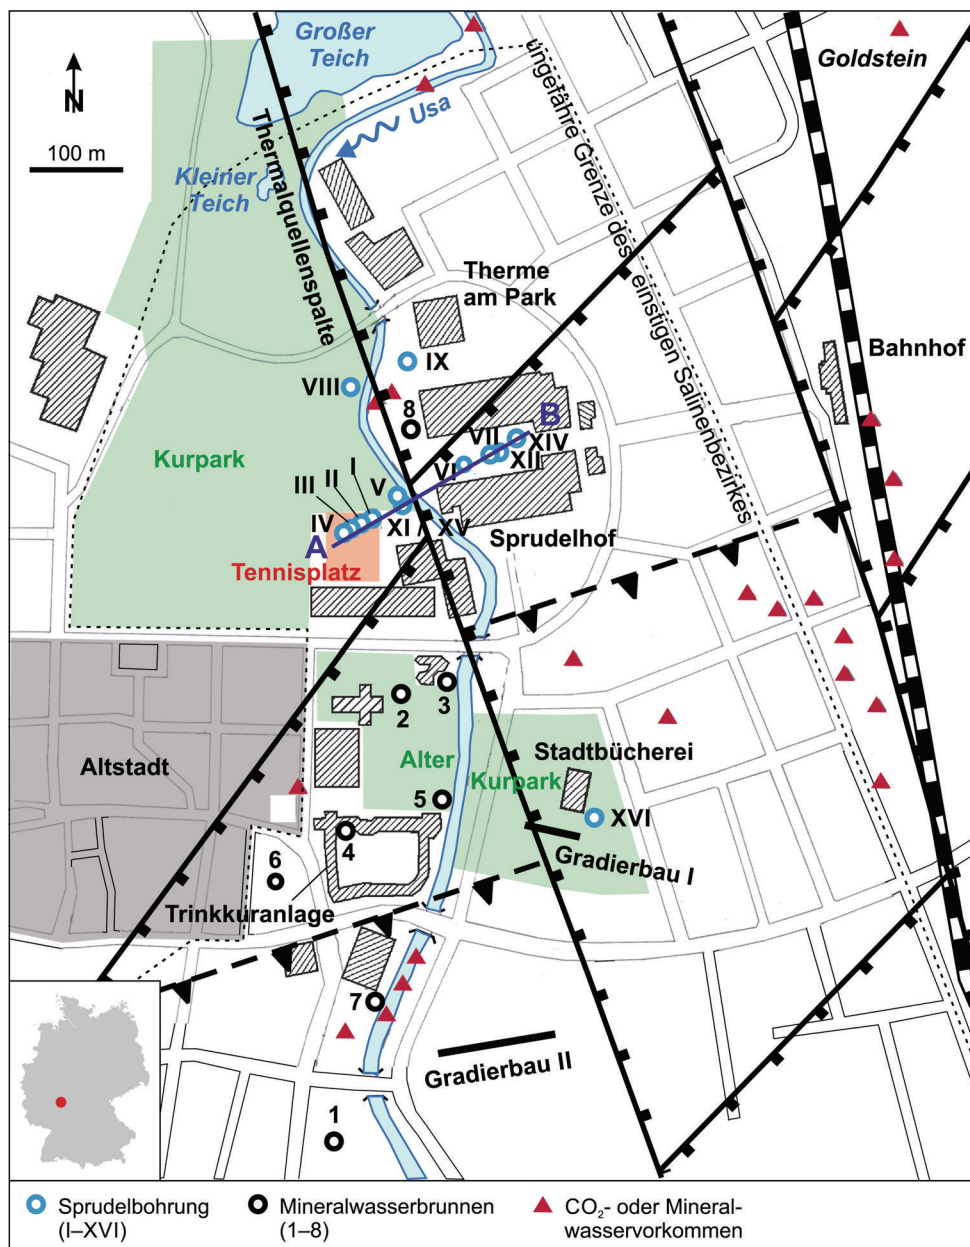 Großer
Teich
Goldstein
N
100 m
Usa
ungefähre Grenze des einstigen Salinenbezirkes
Thermalquellenspalte
Kleiner
Teich
Therme
am Park
Bahnhof
IX
VIII
8
B
Kurpark
VII
XIV
I
VI
XII
II
III
V
IV
XI / XV
A
Sprudelhof
Tennisplatz
3
2
Stadtbücherei
Altstadt
Alter
Kurpark
5
XVI
4
Gradierbau I
6
Trinkkuranlage
7
Gradierbau II
1
Sprudelbohrung
(I–XVI)
Mineralwasserbrunnen
(1–8)
CO₂- oder Mineral-
wasservorkommen